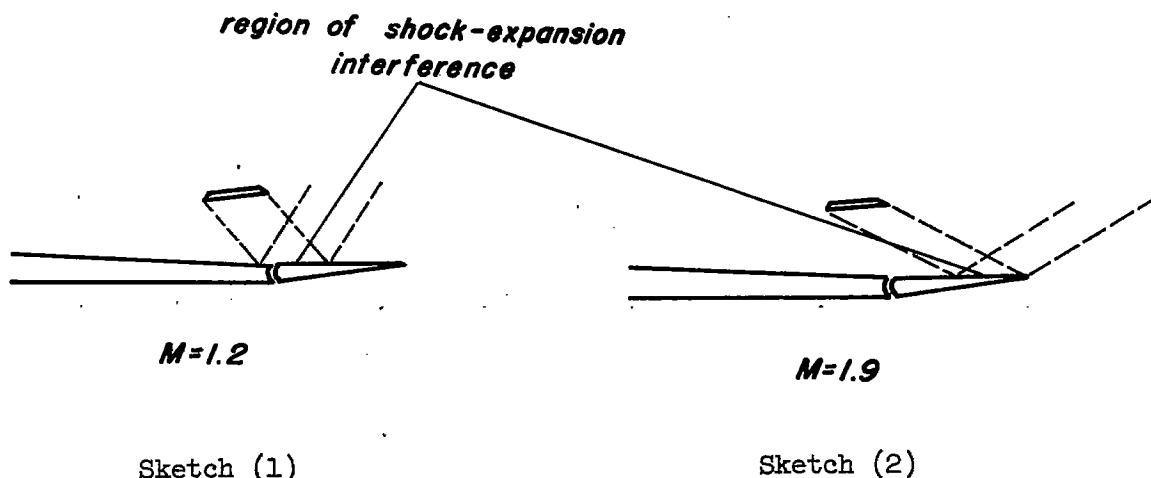 region of shock-expansion
interference
M=1.2
M=1.9
Sketch (1)
Sketch (2)